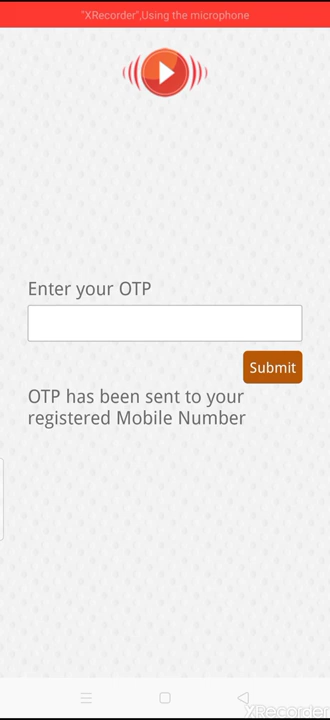 "XRecorder",Using the microphone
Enter your OTP
Submit
OTP has been sent to your
registered Mobile Number
XRecorder